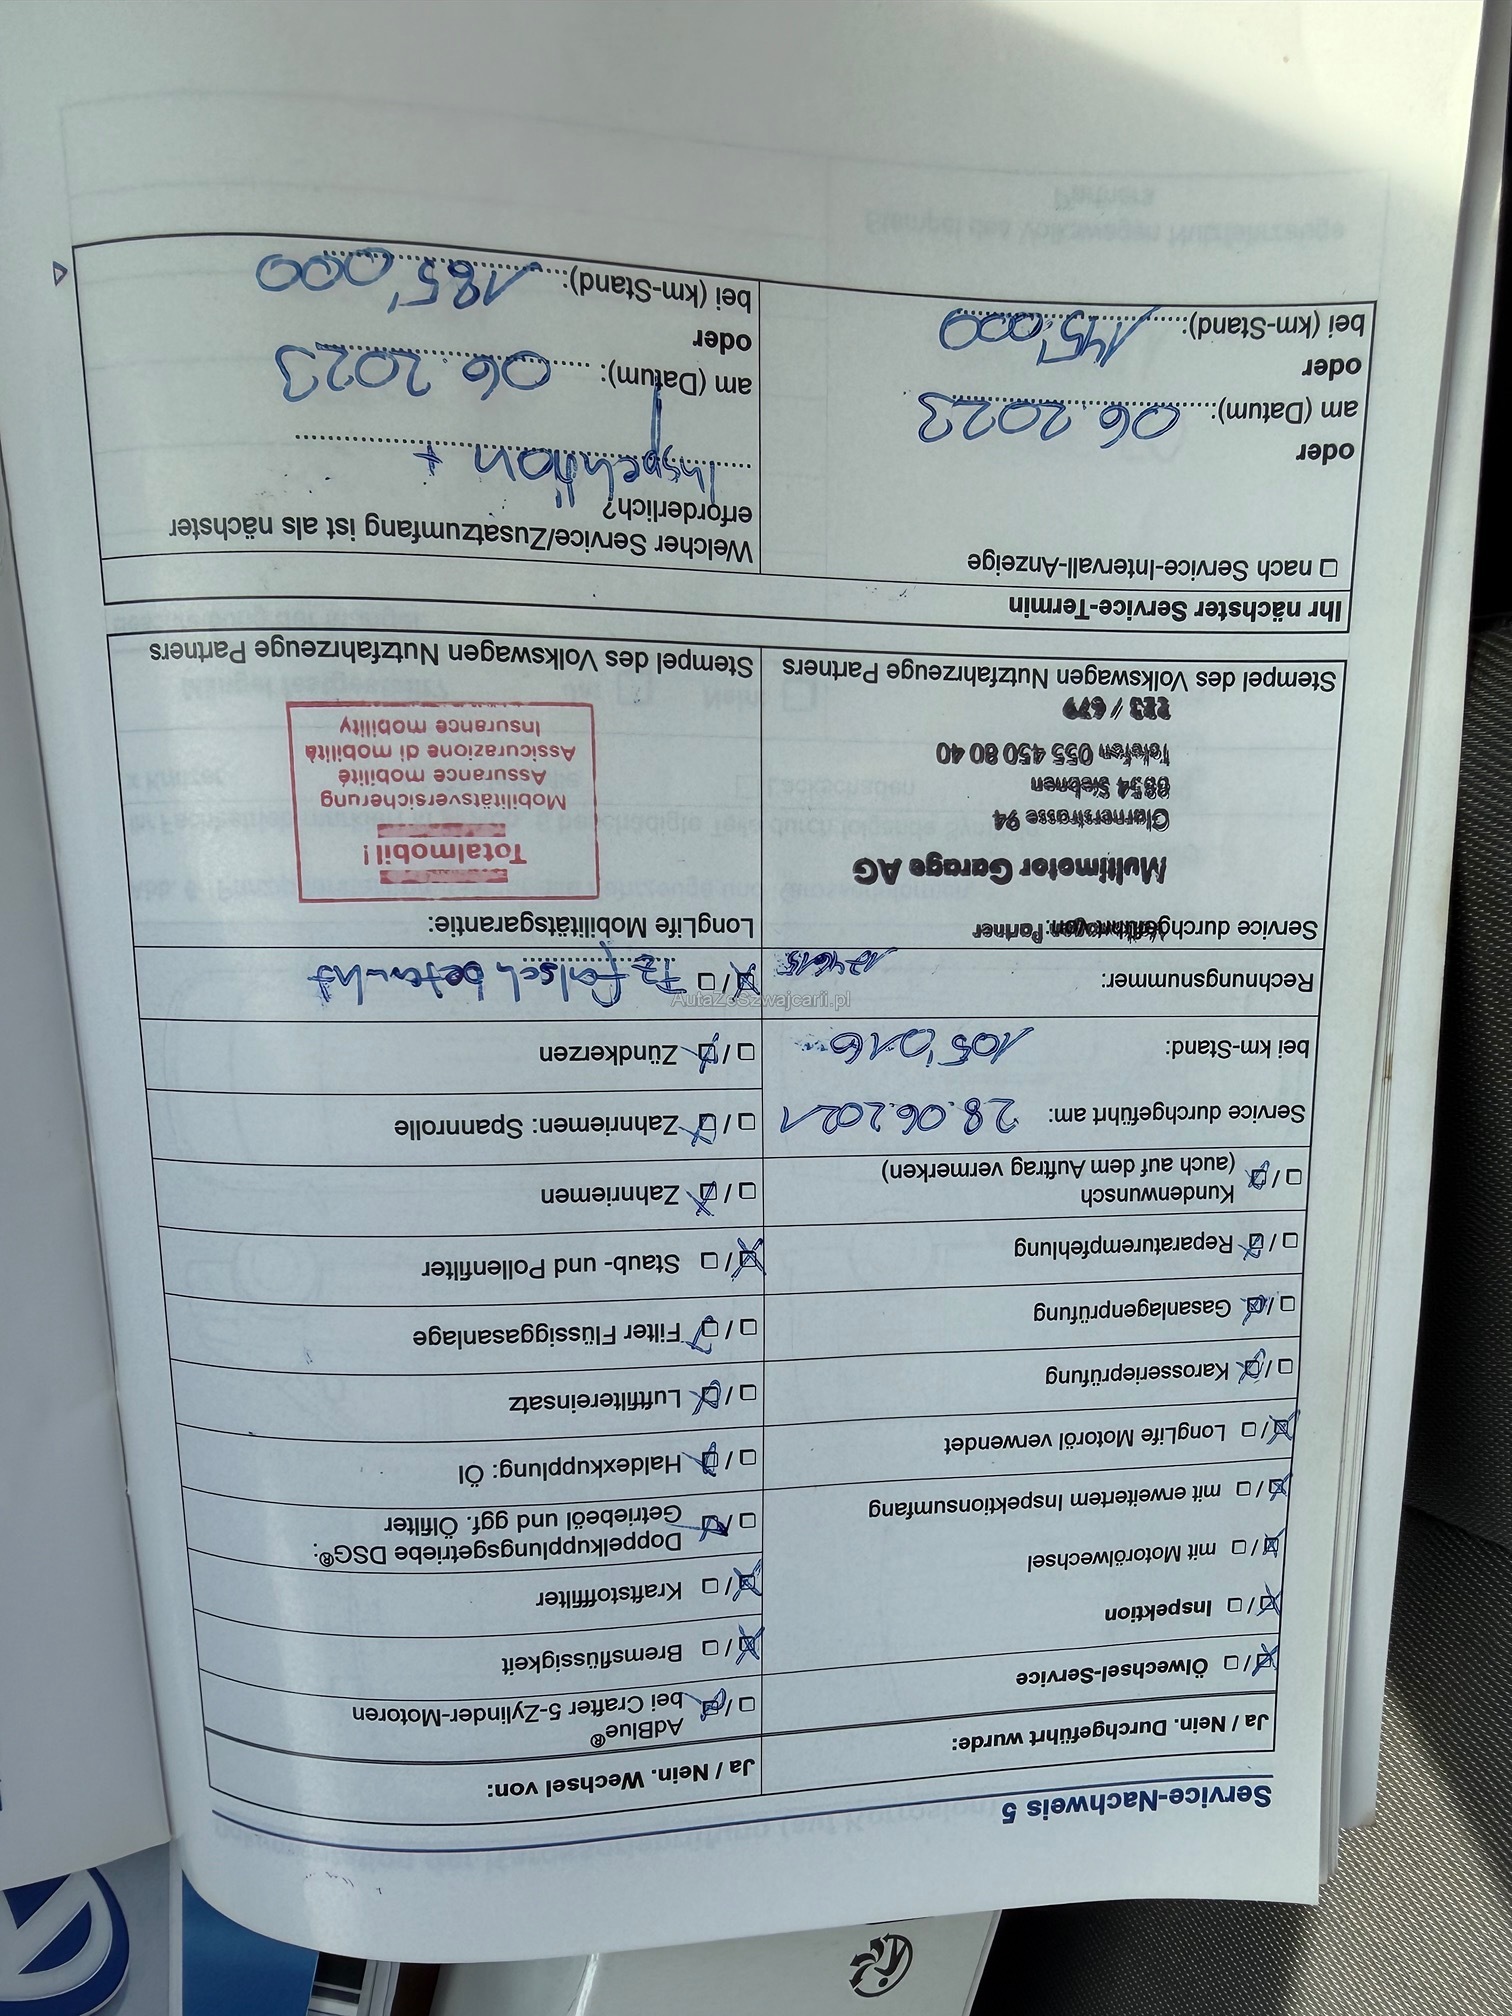 Service-Nachweis 5
Ja / Nein. Durchgeführt wurde:
Ölwechsel-Service
Inspektion
mit Motorölwechsel
mit erweitertem Inspektionsumfang
LongLife Motoröl verwendet
Karosserieprüfung
Gasanlagenprüfung
Reparaturempfehlung
Kundenwunsch
(auch auf dem Auftrag vermerken)
Service durchgeführt am: 28.06.2021
bei km-Stand: 105'016
Rechnungsnummer:
Service durchgeführt von:
Partner
Multimotor Garage AG
Glarnerstrasse 94
8854 Siebnen
Telefon 055 450 80 40
Stempel des Volkswagen Nutzfahrzeuge Partners
Ja / Nein. Wechsel von:
AdBlue®
bei Crafter 5-Zylinder-Motoren
Bremsflüssigkeit
Kraftstofffilter
Doppelkupplungsgetriebe DSG®:
Getriebeöl und ggf. Ölfilter
Haldexkupplung: Öl
Luftfiltereinsatz
Filter Flüssiggasanlage
Staub- und Pollenfilter
Zahnriemen
Zahnriemen: Spannrolle
Zündkerzen
falsch
AutaZeSzwajcarii.pl
LongLife Mobilitätsgarantie:
Totalmobil!
Mobilitätsversicherung
Assurance mobilité
Assicurazione di mobilità
Insurance mobility
Stempel des Volkswagen Nutzfahrzeuge Partners
Ihr nächster Service-Termin
nach Service-Intervall-Anzeige
oder
am (Datum): 06.2023
oder
bei (km-Stand): 145'000
Welcher Service/Zusatzumfang ist als nächster
erforderlich?
Inspektion +
am (Datum): 06.2023
oder
bei (km-Stand): 185'000